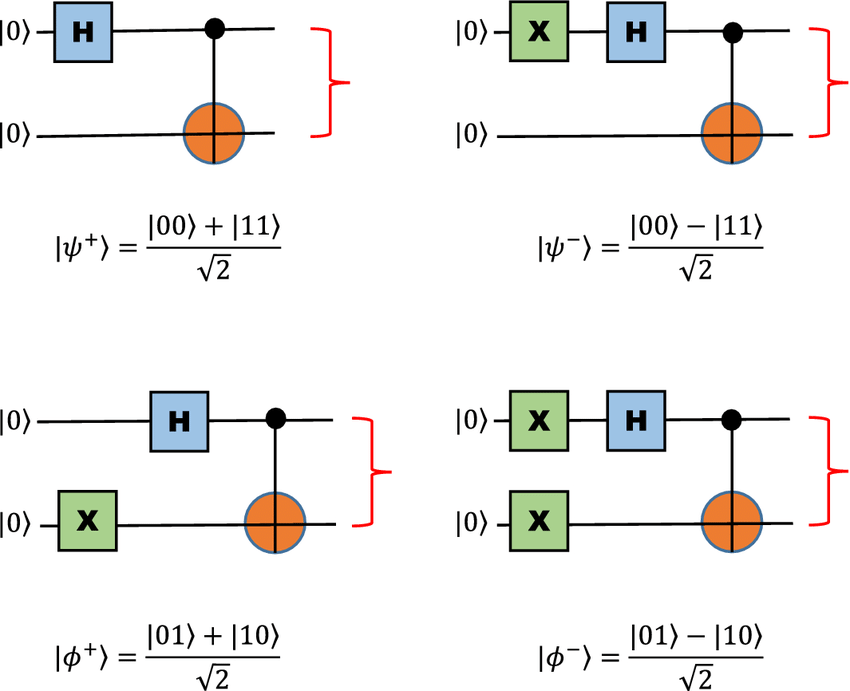 |0⟩ H |0⟩ X H
|0⟩ |0⟩
|ψ⁺⟩ = |00⟩ + |11⟩ / √2 |ψ⁻⟩ = |00⟩ − |11⟩ / √2
|0⟩ H |0⟩ X H
|0⟩ X |0⟩ X
|ϕ⁺⟩ = |01⟩ + |10⟩ / √2 |ϕ⁻⟩ = |01⟩ − |10⟩ / √2